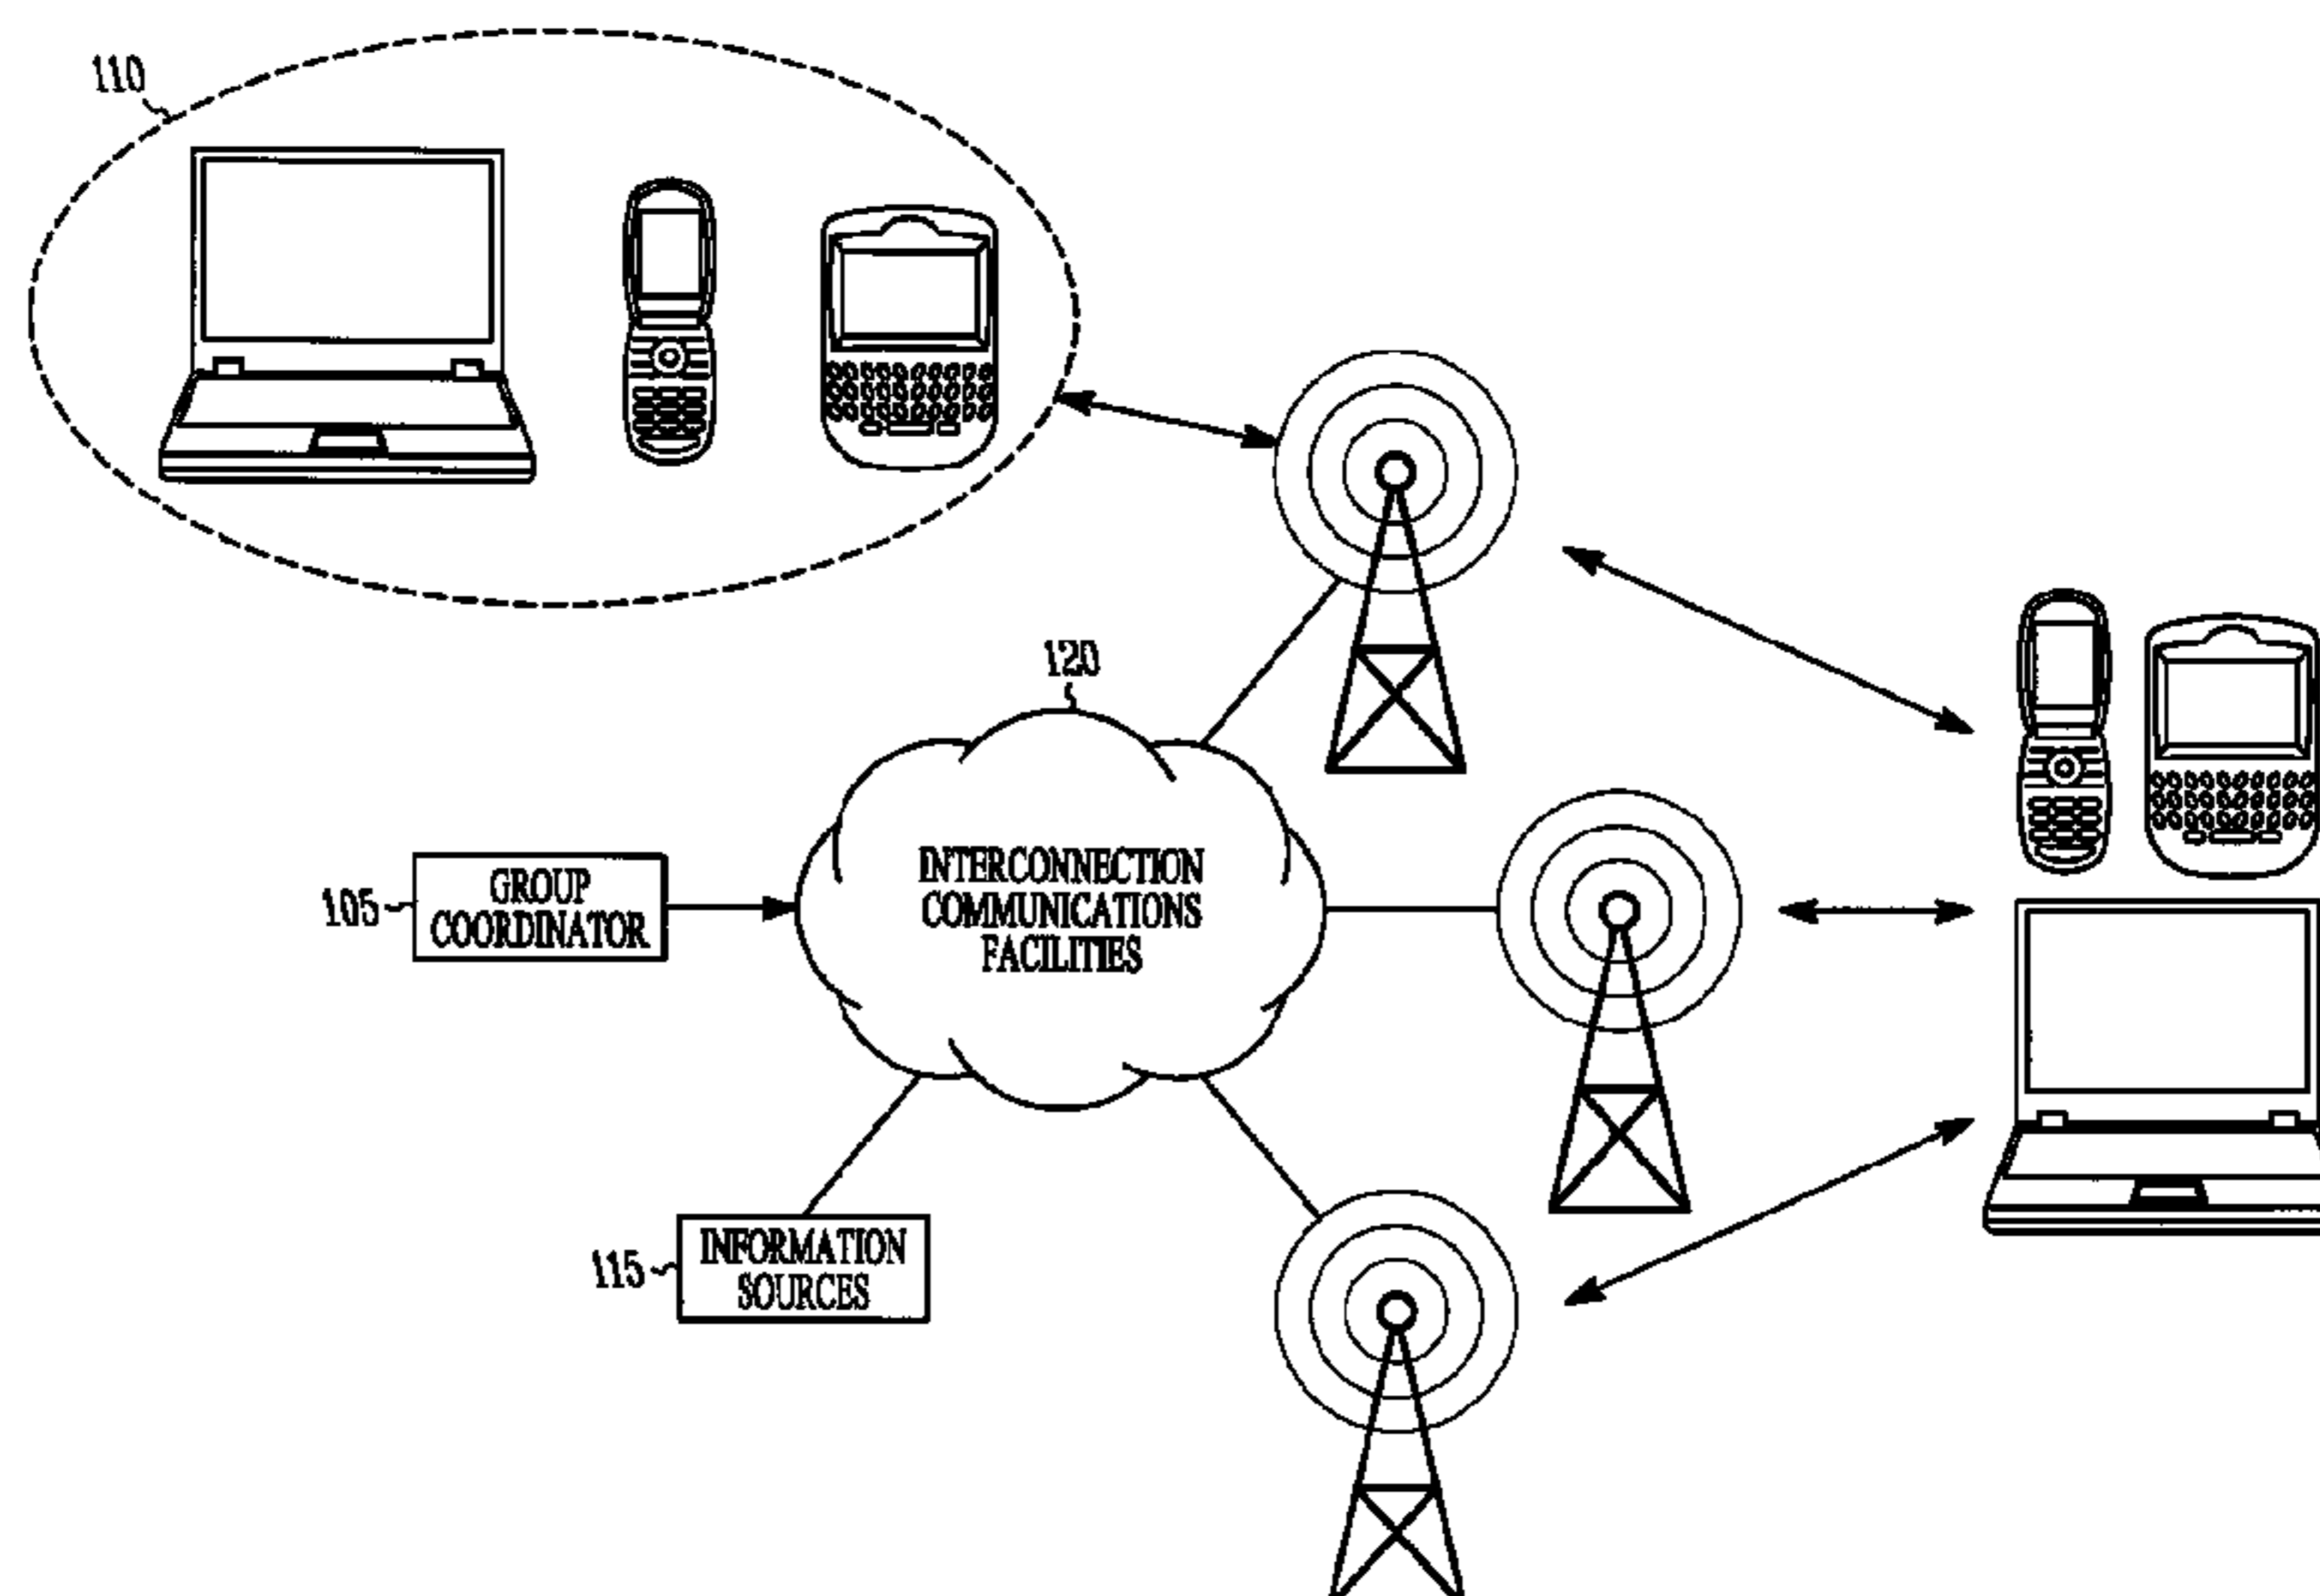 110
120
INTERCONNECTION
COMMUNICATIONS
FACILITIES
105
GROUP
COORDINATOR
115
INFORMATION
SOURCES